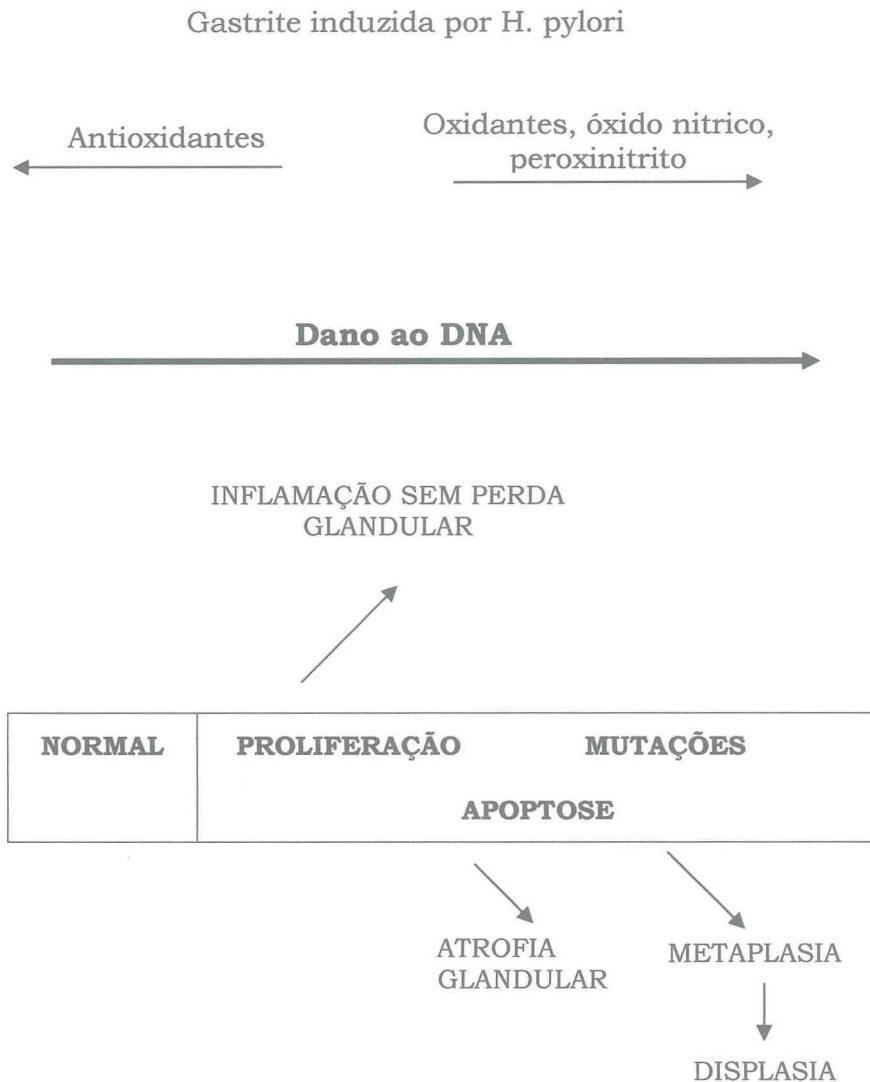 Gastrite induzida por H. pylori
Antioxidantes
Oxidantes, óxido nitrico,
peroxinitrito
Dano ao DNA
INFLAMAÇÃO SEM PERDA
GLANDULAR
NORMAL
PROLIFERAÇÃO
MUTAÇÕES
APOPTOSE
ATROFIA
GLANDULAR
METAPLASIA
DISPLASIA